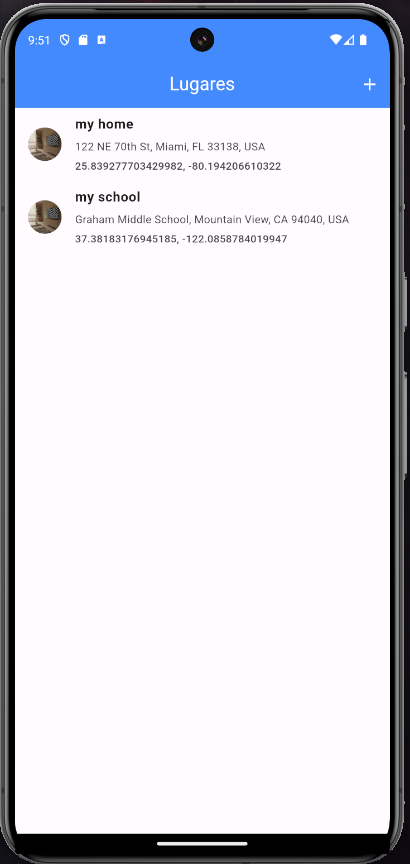 9:51
Lugares
my home
122 NE 70th St, Miami, FL 33138, USA
25.839277703429982, -80.194206610322
my school
Graham Middle School, Mountain View, CA 94040, USA
37.38183176945185, -122.0858784019947